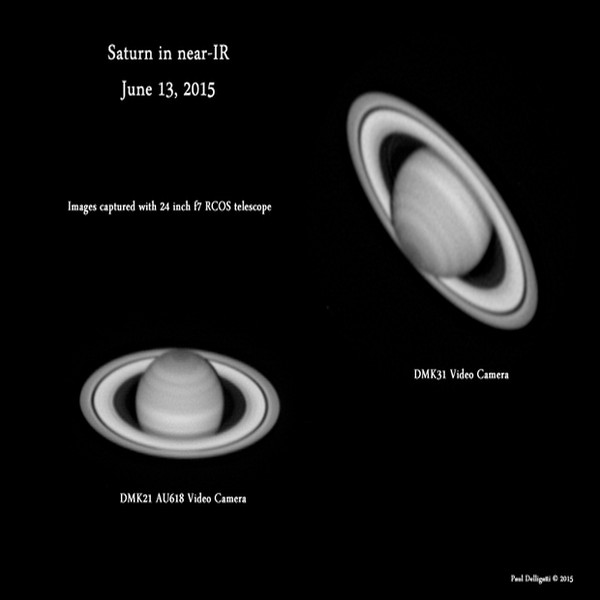 Saturn in near-IR
June 13, 2015
Images captured with 24 inch f7 RCOS telescope
DMK31 Video Camera
DMK21 AU618 Video Camera
Paul Delligatti © 2015